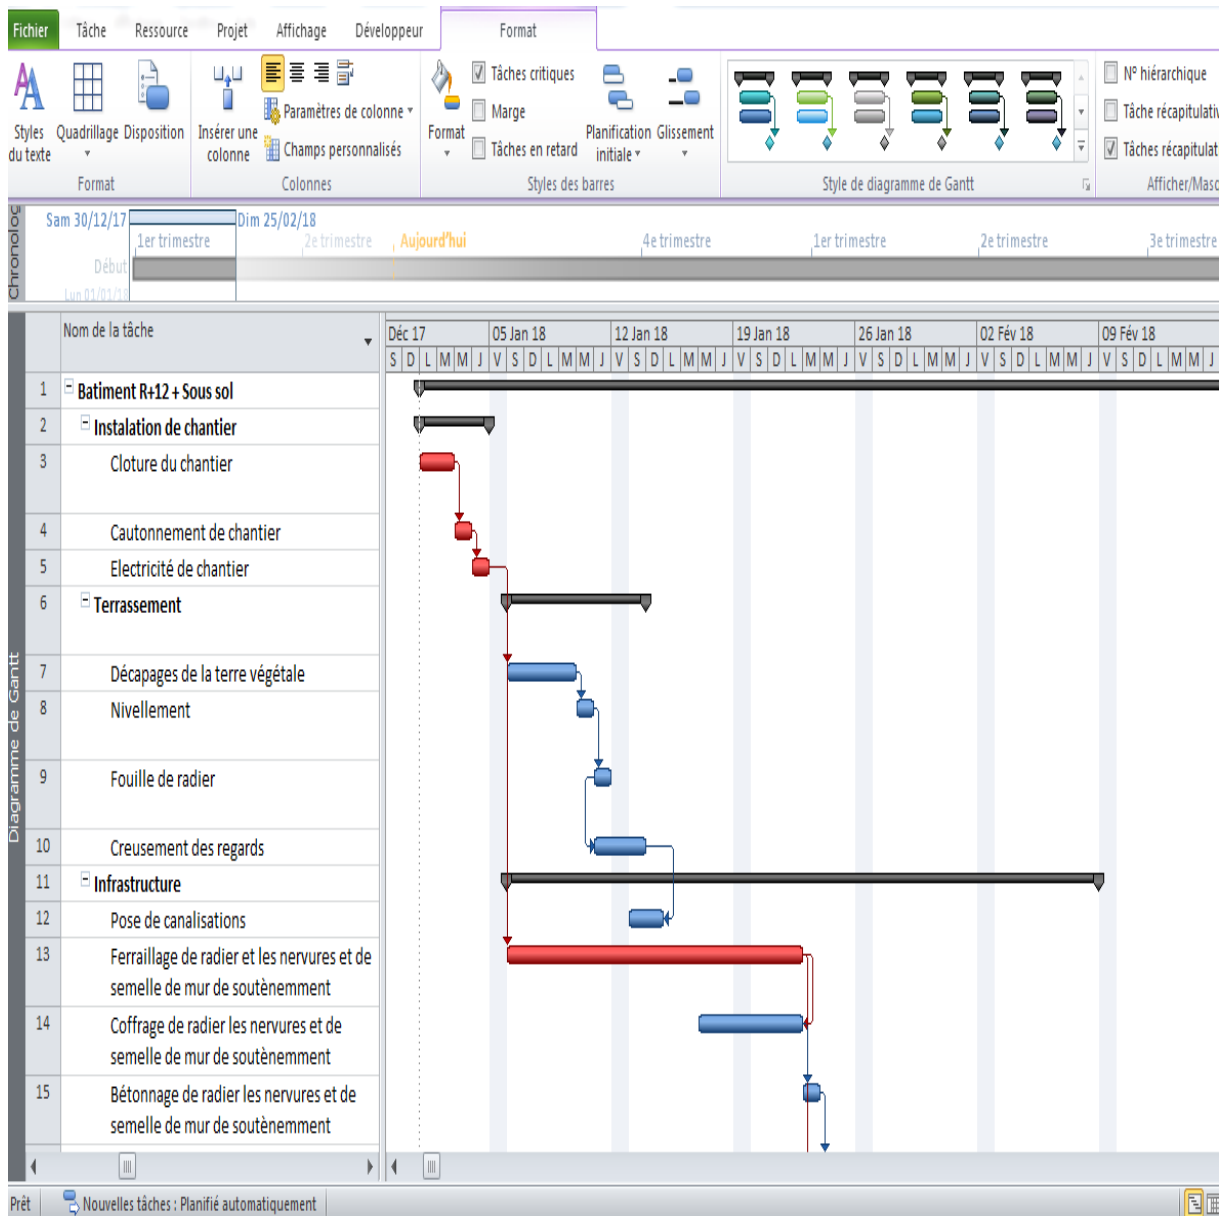 Fichier Tâche Ressource Projet Affichage Développeur Format
Styles du texte
Quadrillage
Disposition
Format
Insérer une colonne
Paramètres de colonne
Champs personnalisés
Colonnes
Format
Tâches critiques
Marge
Tâches en retard
Planification initiale
Glissement
Styles des barres
Style de diagramme de Gantt
N° hiérarchique
Tâche récapitulativ
Tâches récapitulat
Afficher/Masc
Chronolog
Sam 30/12/17 Dim 25/02/18
1er trimestre 2e trimestre Aujourd'hui 4e trimestre 1er trimestre 2e trimestre 3e trimestre
Début
Lun 01/01/18
Diagramme de Gantt
Nom de la tâche
Déc 17 05 Jan 18 12 Jan 18 19 Jan 18 26 Jan 18 02 Fév 18 09 Fév 18
S D L M M J V S D L M M J V S D L M M J V S D L M M J V S D L M M J V S D L M M J V S D L M M J
1 Batiment R+12 + Sous sol
2 Instalation de chantier
3 Cloture du chantier
4 Cautonnement de chantier
5 Electricité de chantier
6 Terrassement
7 Décapages de la terre végétale
8 Nivellement
9 Fouille de radier
10 Creusement des regards
11 Infrastructure
12 Pose de canalisations
13 Ferraillage de radier et les nervures et de
semelle de mur de soutènemment
14 Coffrage de radier les nervures et de
semelle de mur de soutènemment
15 Bétonnage de radier les nervures et de
semelle de mur de soutènemment
Prêt Nouvelles tâches : Planifié automatiquement